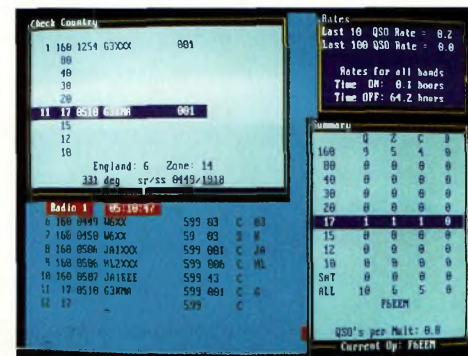 Check Country
1 160 1254 G3XXX 001
80
40
30
20
11 17 0510 G3XMA 001
15
12
10
England: 6 Zone: 14
331 deg sr/ss 0449/1918
Rates
Last 10 QSO Rate = 0.2
Last 100 QSO Rate = 0.0
Rates for all bands
Time ON: 0.1 hours
Time OFF: 64.2 hours
Summary
Q Z C D
160 9 5 4 0
80 0 0 0 0
40 0 0 0 0
30 0 0 0 0
20 0 0 0 0
17 1 1 1 0
15 0 0 0 0
12 0 0 0 0
10 0 0 0 0
SAT 0 0 0 0
ALL 10 6 5 0
F6EEM
QSO's per Mult: 0.8
Current Op: F6EEM
Radio 1 05:10:47
6 160 0449 W6XX 599 03 C 03
7 160 0450 W6XX 59 03 S
8 160 0506 JA1XXX 599 001 C JA
9 160 0506 HL2XXX 599 006 C HL
10 160 0507 JA1EZE 599 43 C
11 17 0510 G3XMA 599 001 C G
12 17 599 C